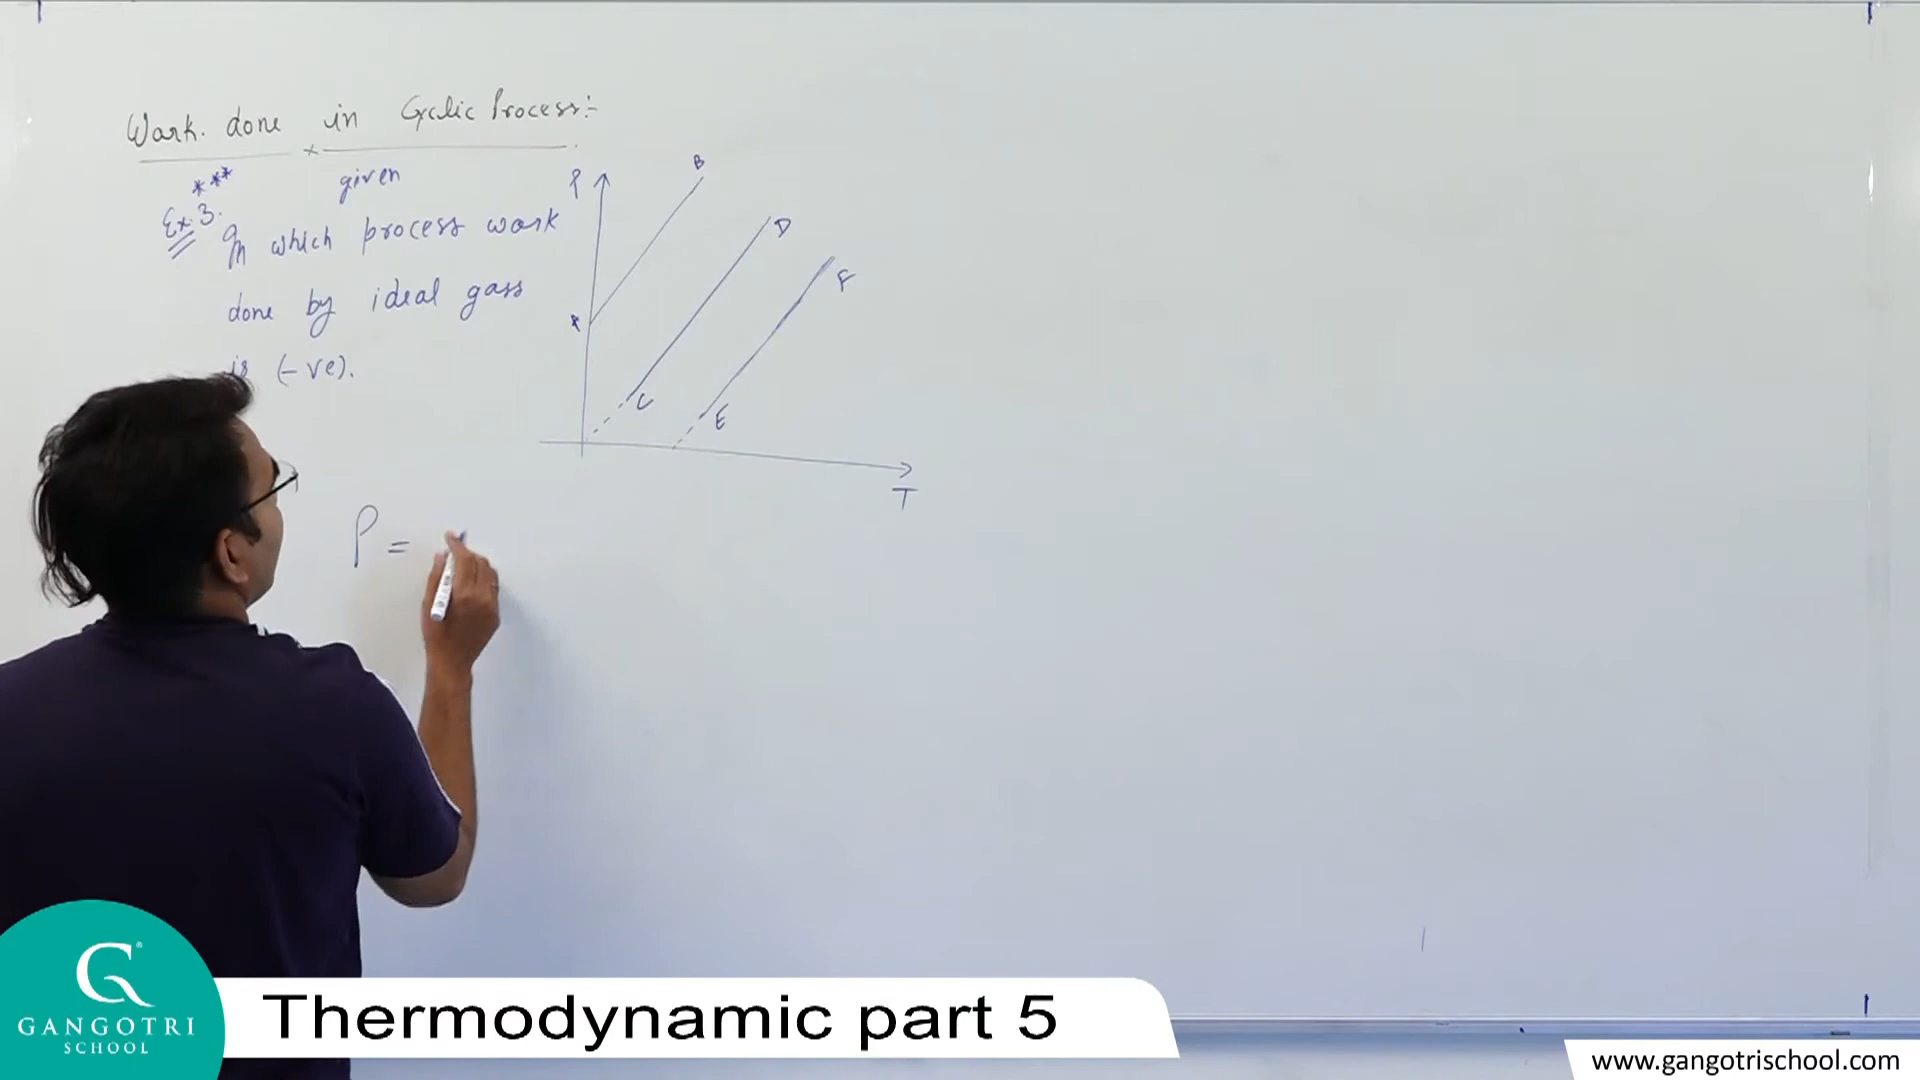 Work. done in Cyclic Process:-
***
given
Ex. 3. In which process work
done by ideal gass
is (-ve).
P
B
D
F
A
C
E
T
P =
GANGOTRI
SCHOOL
Thermodynamic part 5
www.gangotrischool.com